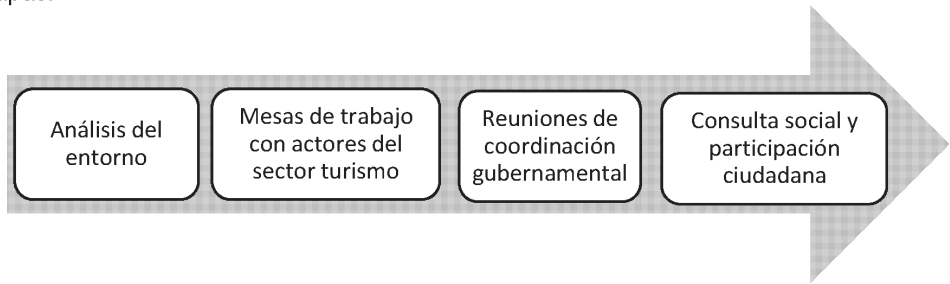 Análisis del
entorno
Mesas de trabajo
con actores del
sector turismo
Reuniones de
coordinación
gubernamental
Consulta social y
participación
ciudadana